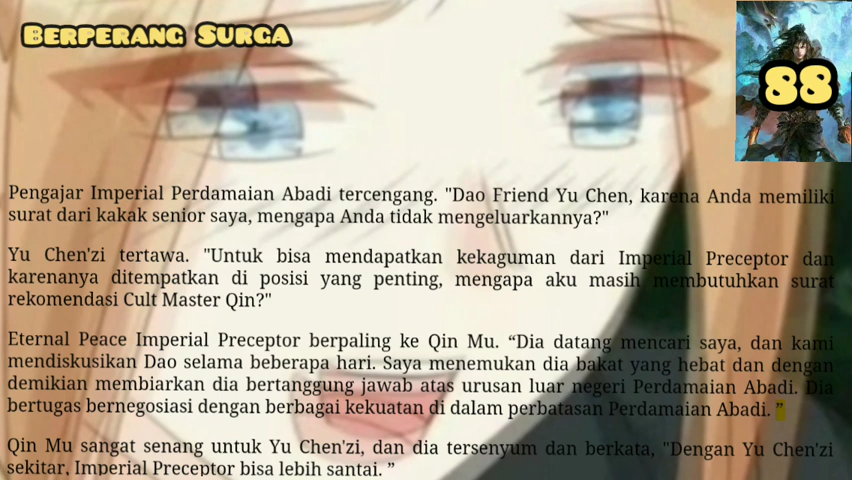 Berperang Surga
88
Pengajar Imperial Perdamaian Abadi tercengang. "Dao Friend Yu Chen, karena Anda memiliki
surat dari kakak senior saya, mengapa Anda tidak mengeluarkannya?"
Yu Chen'zi tertawa. "Untuk bisa mendapatkan kekaguman dari Imperial Preceptor dan
karenanya ditempatkan di posisi yang penting, mengapa aku masih membutuhkan surat
rekomendasi Cult Master Qin?"
Eternal Peace Imperial Preceptor berpaling ke Qin Mu. “Dia datang mencari saya, dan kami
mendiskusikan Dao selama beberapa hari. Saya menemukan dia bakat yang hebat dan dengan
demikian membiarkan dia bertanggung jawab atas urusan luar negeri Perdamaian Abadi. Dia
bertugas bernegosiasi dengan berbagai kekuatan di dalam perbatasan Perdamaian Abadi. ”
Qin Mu sangat senang untuk Yu Chen'zi, dan dia tersenyum dan berkata, "Dengan Yu Chen'zi
sekitar, Imperial Preceptor bisa lebih santai. ”